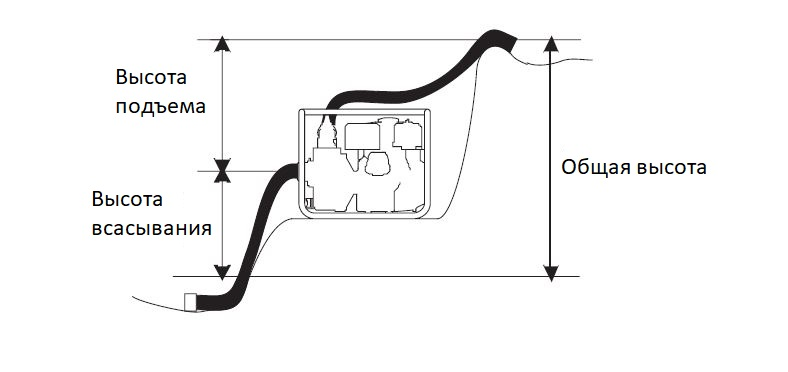 Высота
подъема
Общая высота
Высота
всасывания